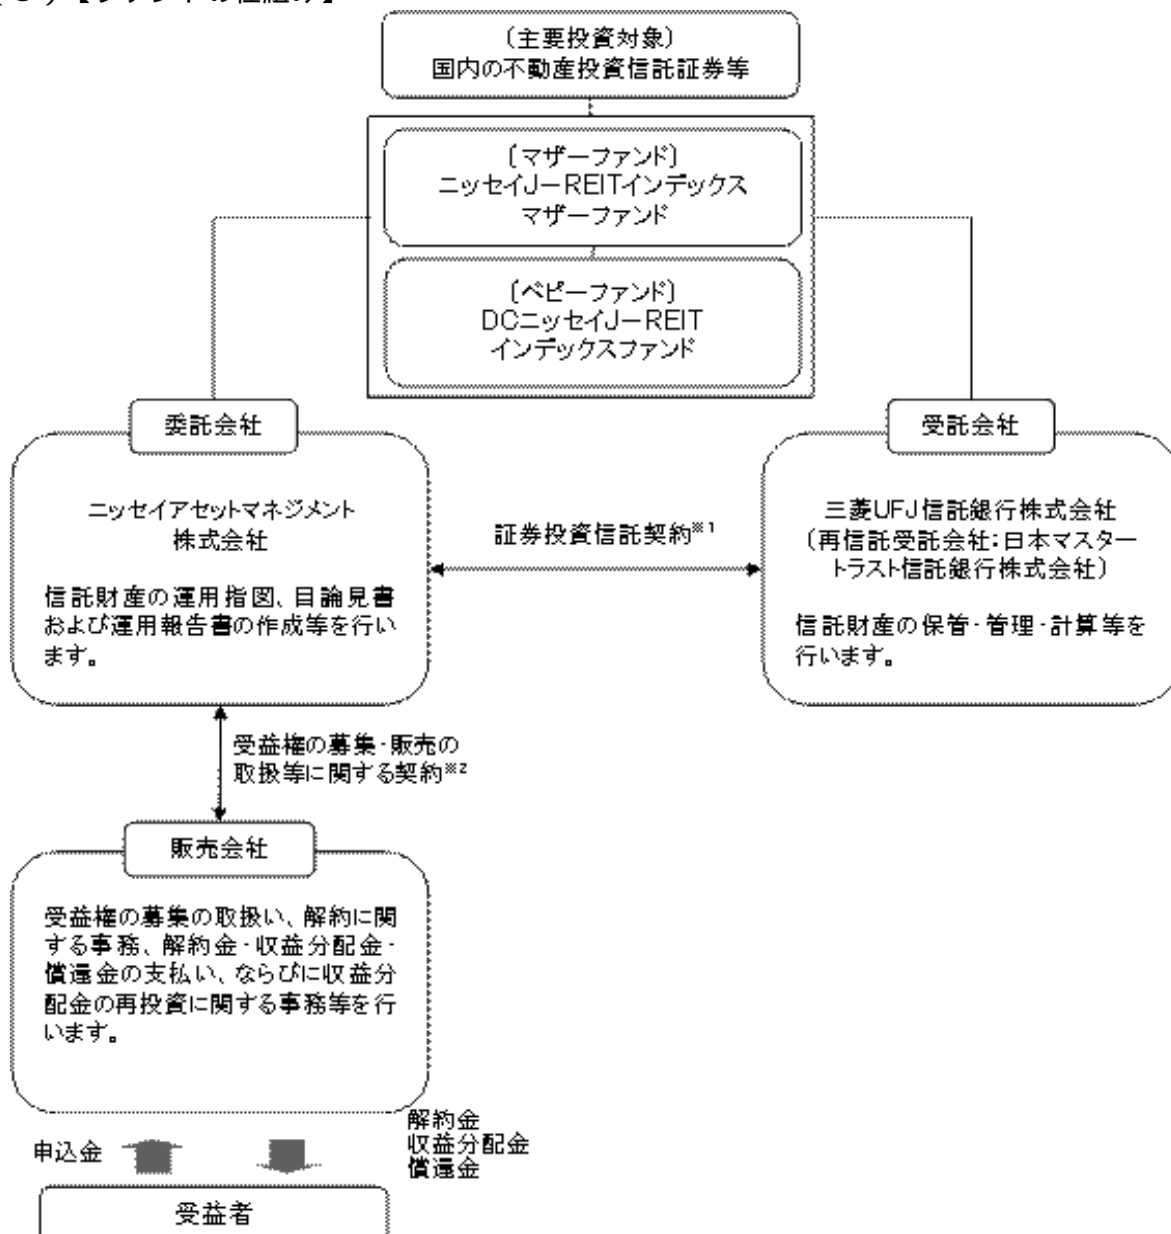 【ファンドの仕組み】
(主要投資対象)
国内の不動産投資信託証券等
〔マザーファンド〕
ニッセイJ-REITインデックス
マザーファンド
〔ベビーファンド〕
DCニッセイJ-REIT
インデックスファンド
委託会社
ニッセイアセットマネジメント
株式会社
信託財産の運用指図、目論見書
および運用報告書の作成等を行い
ます。
証券投資信託契約※1
受託会社
三菱UFJ信託銀行株式会社
(再信託受託会社:日本マスター
トラスト信託銀行株式会社)
信託財産の保管・管理・計算等を
行います。
受益権の募集・販売の
取扱等に関する契約※2
販売会社
受益権の募集の取扱い、解約に関
する事務、解約金・収益分配金・
償還金の支払い、ならびに収益分
配金の再投資に関する事務等を行
います。
申込金
解約金
収益分配金
償還金
受益者